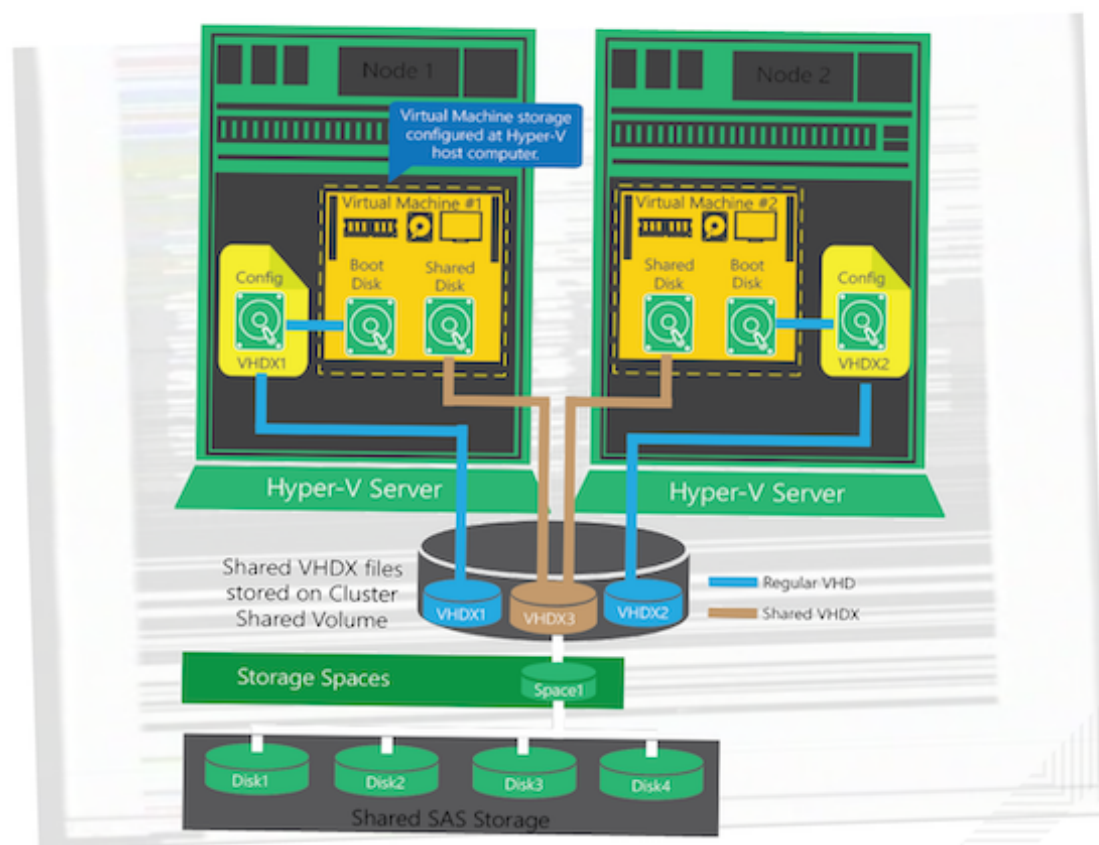 Node 1
Node 2
Virtual Machine storage
configured at Hyper-V
host computer.
Virtual Machine #1
Virtual Machine #2
Config
Boot
Disk
Shared
Disk
VHDX1
Shared
Disk
Boot
Disk
Config
VHDX2
Hyper-V Server
Hyper-V Server
Shared VHDX files
stored on Cluster
Shared Volume
VHDX1
VHDX3
VHDX2
Regular VHD
Shared VHDX
Storage Spaces
Space1
Disk1
Disk2
Disk3
Disk4
Shared SAS Storage